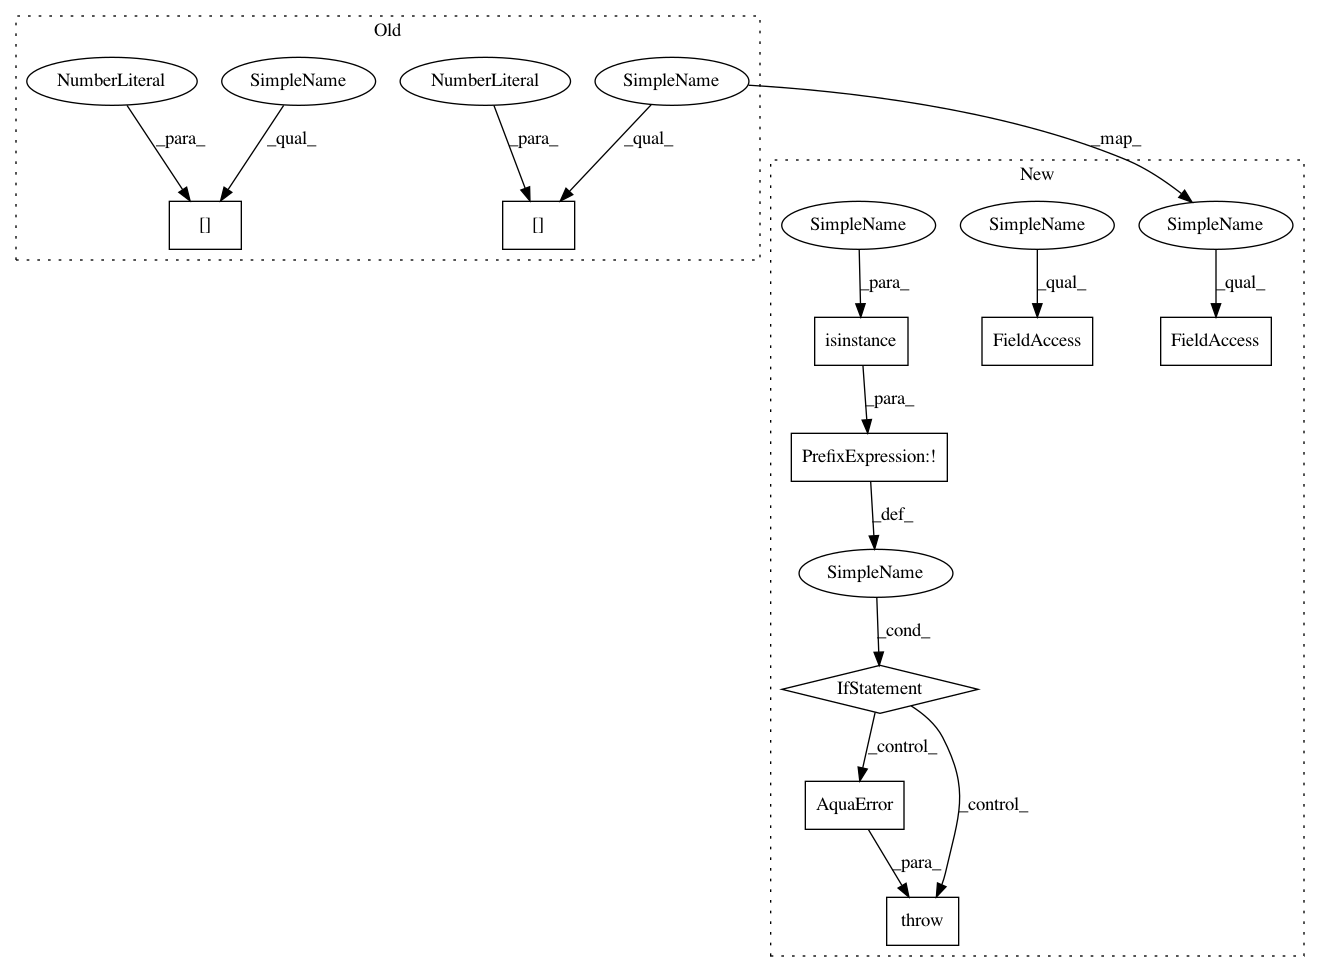 Old
NumberLiteral SimpleName NumberLiteral SimpleName
_para_ _qual_ _para_ _qual_ _map_
New
[] [] SimpleName SimpleName SimpleName
_para_ _qual_ _qual_
isinstance FieldAccess FieldAccess
_para_
PrefixExpression:!
_def_
SimpleName
_cond_
IfStatement
_control_
AquaError _control_
_para_
throw